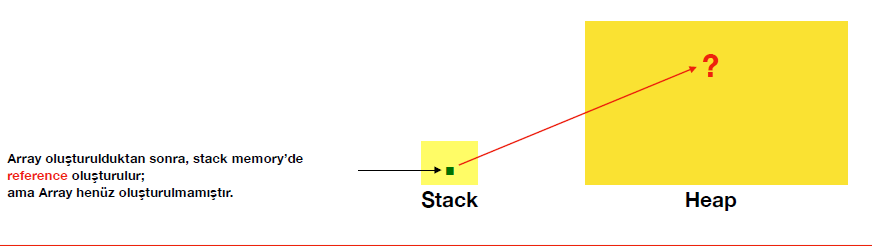 ?
Array oluşturulduktan sonra, stack memory’de
reference oluşturulur;
ama Array henüz oluşturulmamıştır.
Stack
Heap